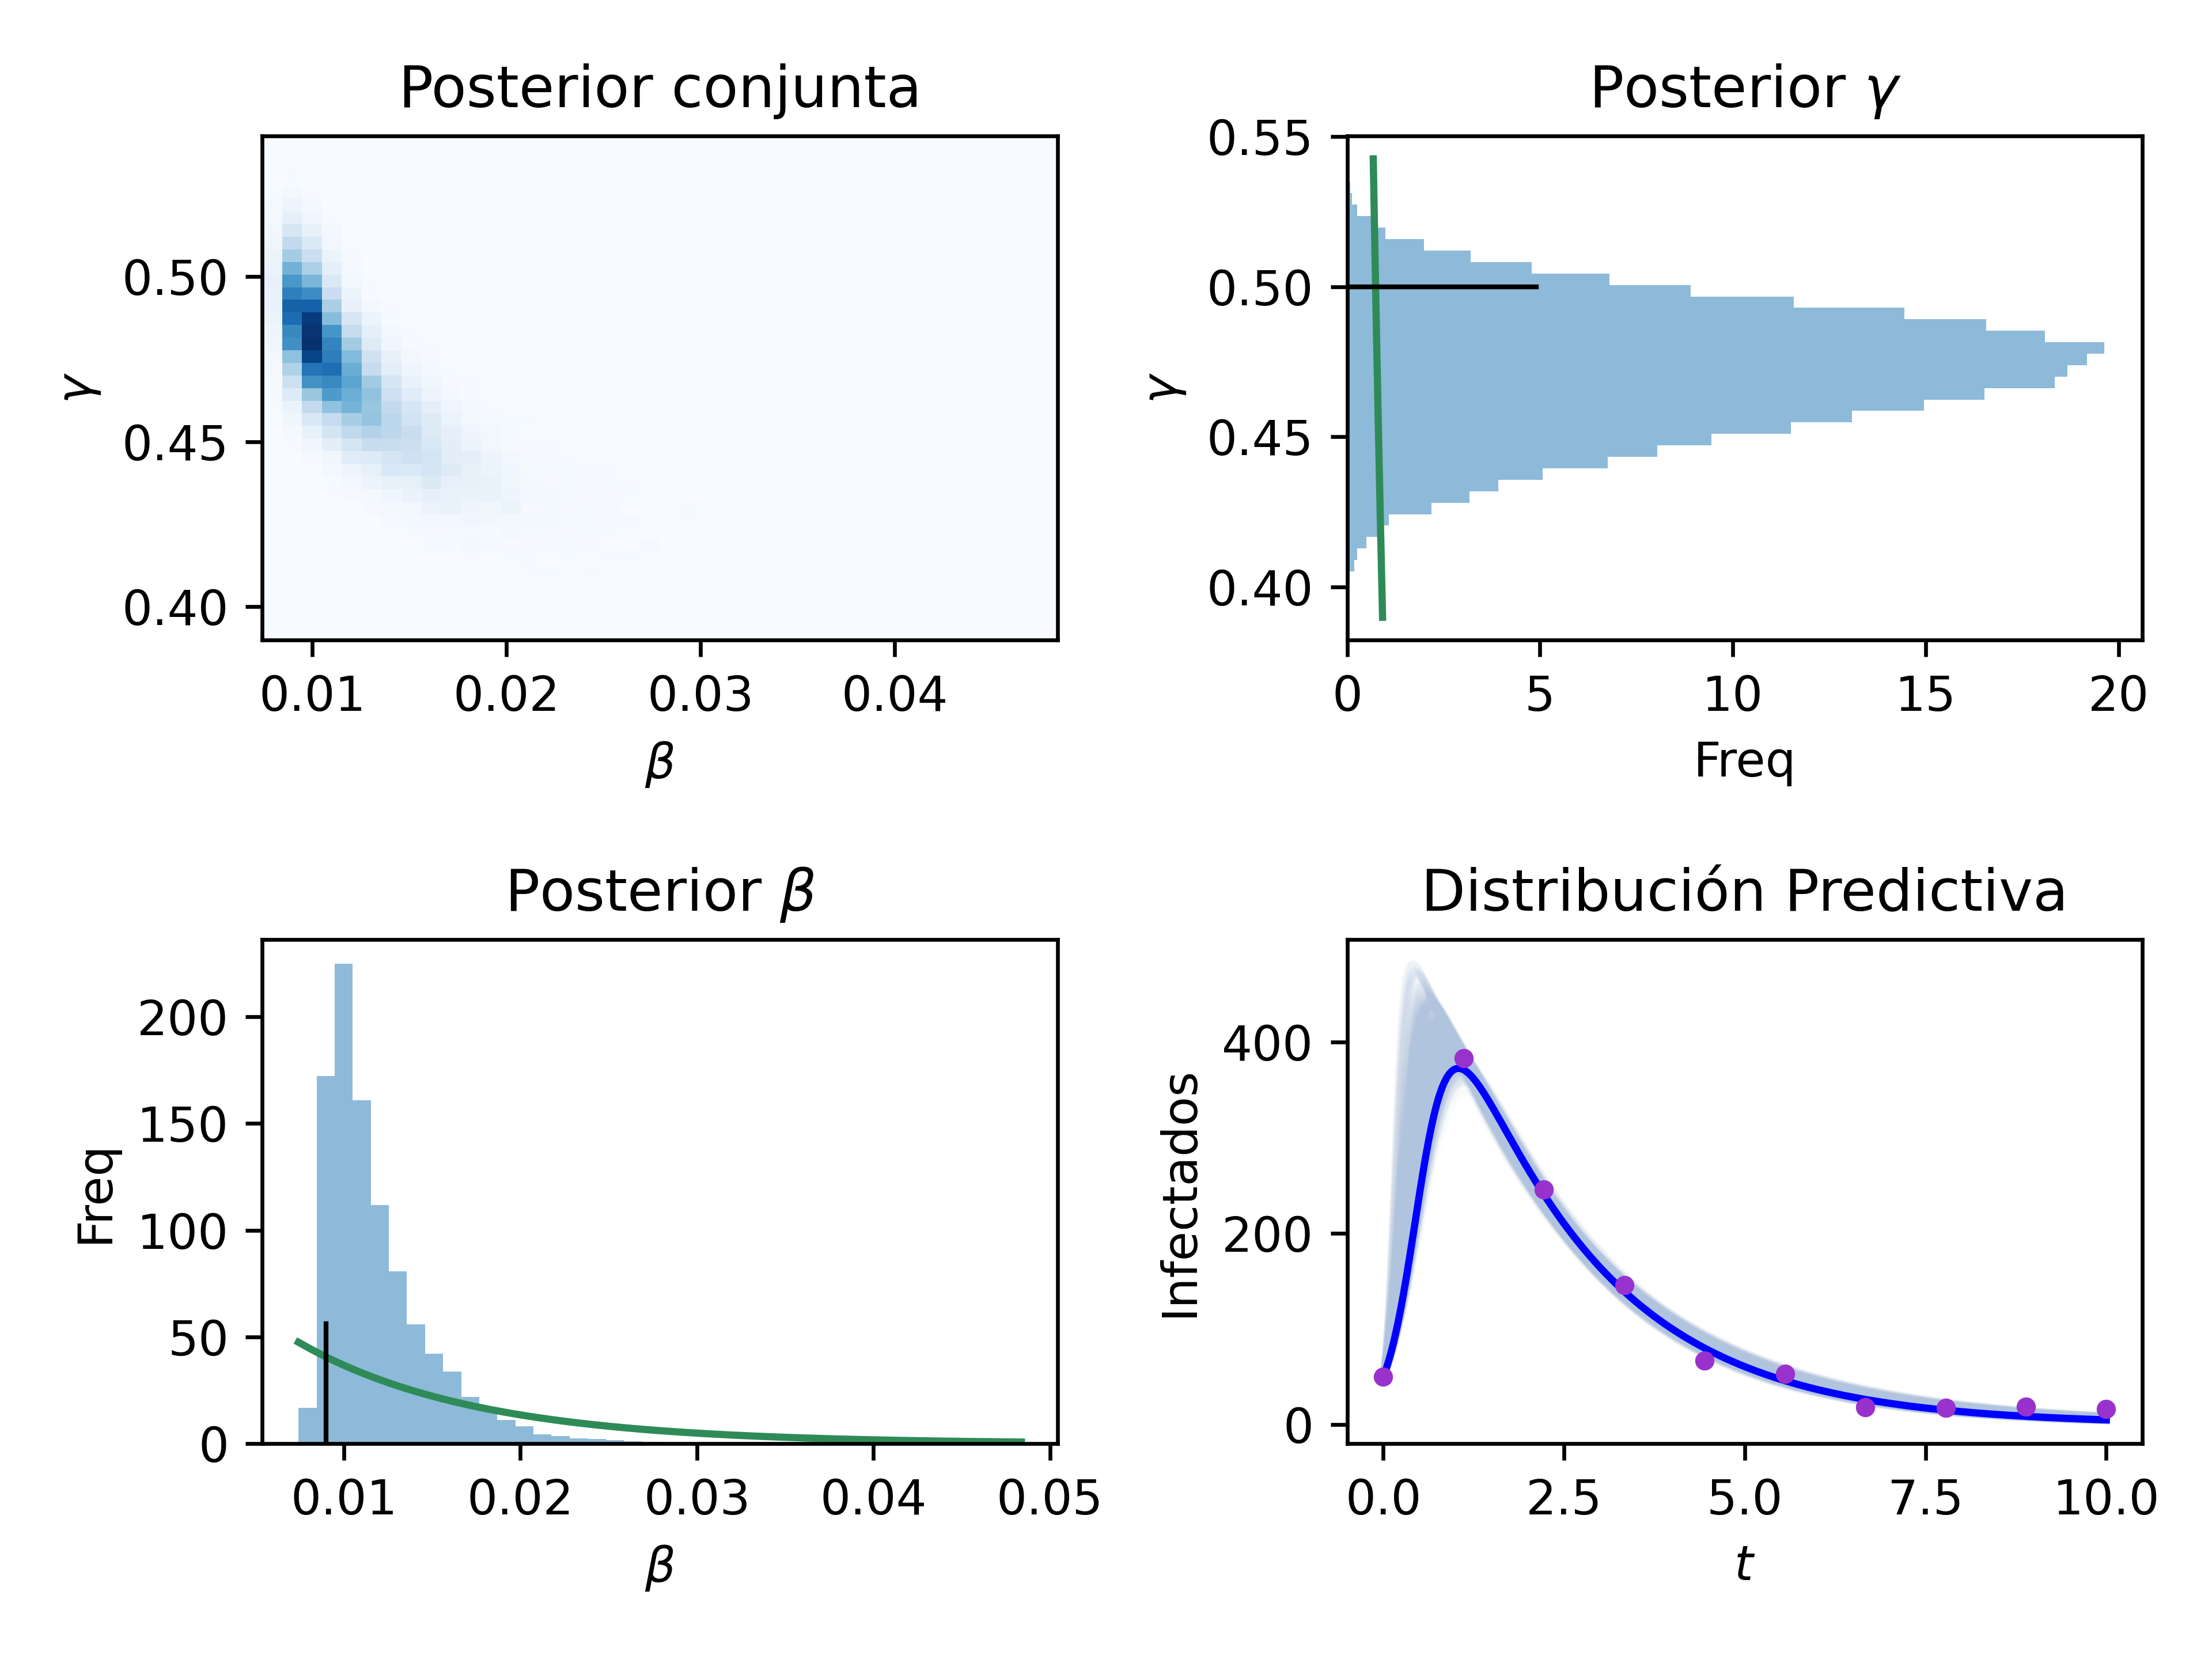 Posterior conjunta
0.50
0.45
0.40
γ
0.01 0.02 0.03 0.04
β
Posterior γ
0.55
0.50
0.45
0.40
γ
0 5 10 15 20
Freq
Posterior β
200
150
100
50
0
Freq
0.01 0.02 0.03 0.04 0.05
β
Distribución Predictiva
400
200
0
Infectados
0.0 2.5 5.0 7.5 10.0
t